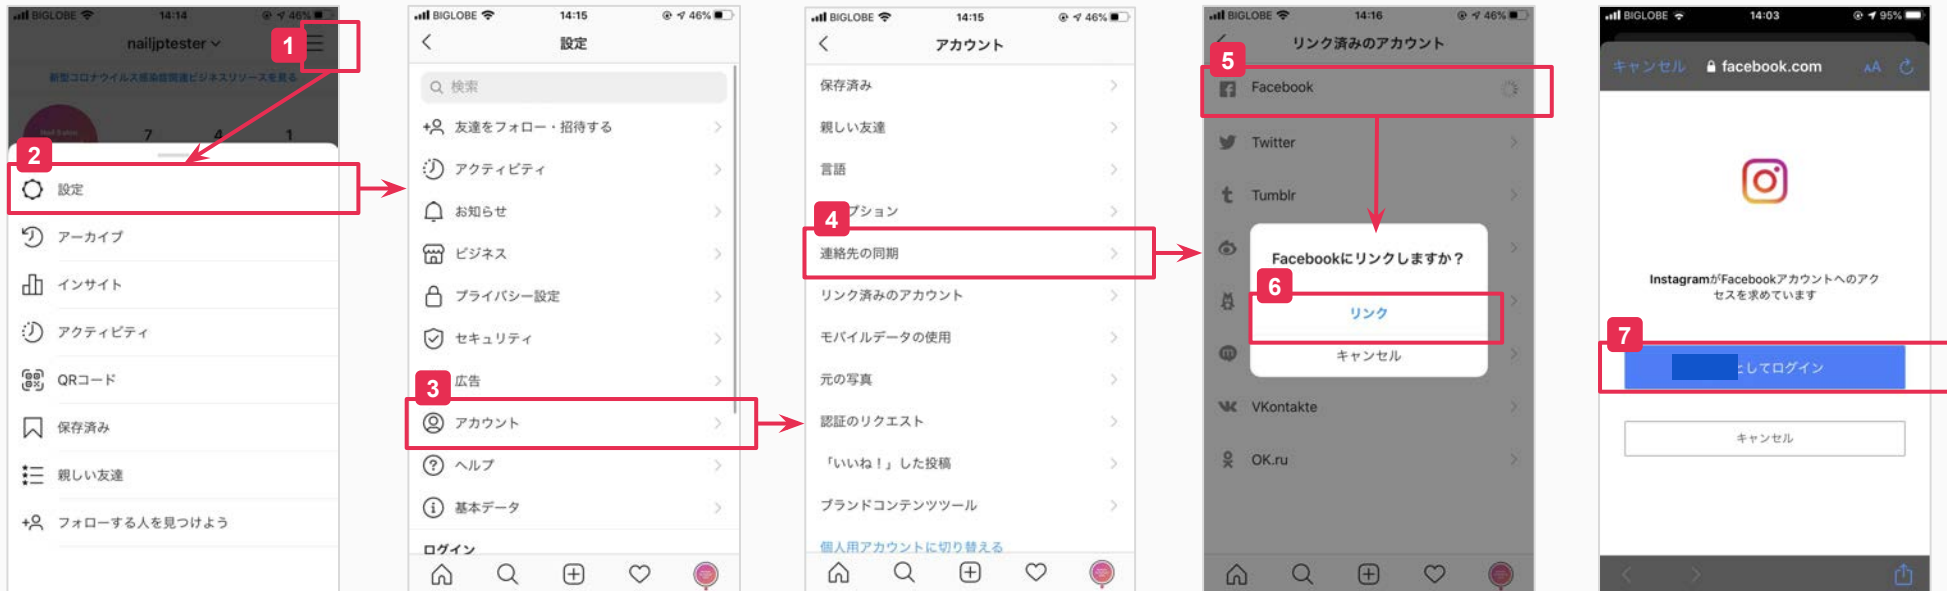 BIGLOBE 14:14 46%
nailjptester
1
新型コロナウイルス感染症関連ビジネスリソースを見る
7 4 1
2
設定
アーカイブ
インサイト
アクティビティ
QRコード
保存済み
親しい友達
フォローする人を見つけよう
BIGLOBE 14:15 46%
設定
検索
友達をフォロー・招待する
アクティビティ
お知らせ
ビジネス
プライバシー設定
セキュリティ
広告
3
アカウント
ヘルプ
基本データ
ログイン
BIGLOBE 14:15 46%
アカウント
保存済み
親しい友達
言語
プション
4
連絡先の同期
リンク済みのアカウント
モバイルデータの使用
元の写真
認証のリクエスト
「いいね！」した投稿
ブランドコンテンツツール
個人用アカウントに切り替える
BIGLOBE 14:16 46%
リンク済みのアカウント
5
Facebook
Twitter
Tumblr
Facebookにリンクしますか？
6
リンク
キャンセル
VKontakte
OK.ru
BIGLOBE 14:03 95%
キャンセル facebook.com AA
InstagramがFacebookアカウントへのアク
セスを求めています
7
としてログイン
キャンセル